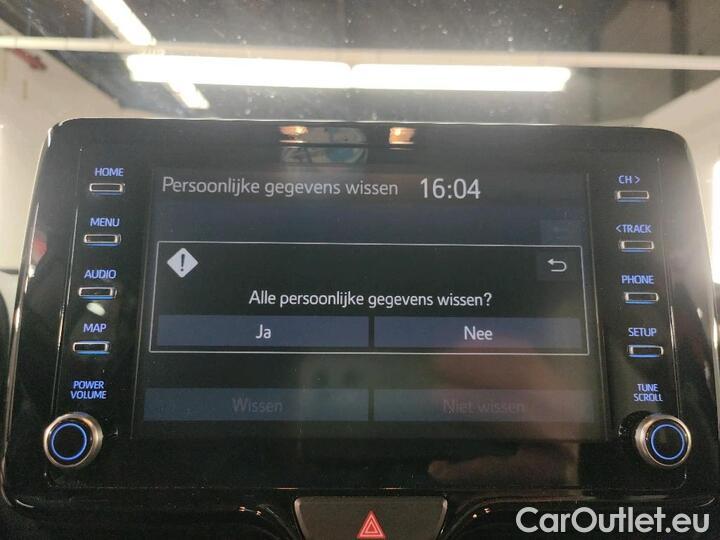 HOME
MENU
AUDIO
MAP
POWER
VOLUME
Persoonlijke gegevens wissen 16:04
!
Alle persoonlijke gegevens wissen?
Ja Nee
Wissen Niet wissen
CH >
< TRACK
PHONE
SETUP
TUNE
SCROLL
CarOutlet.eu